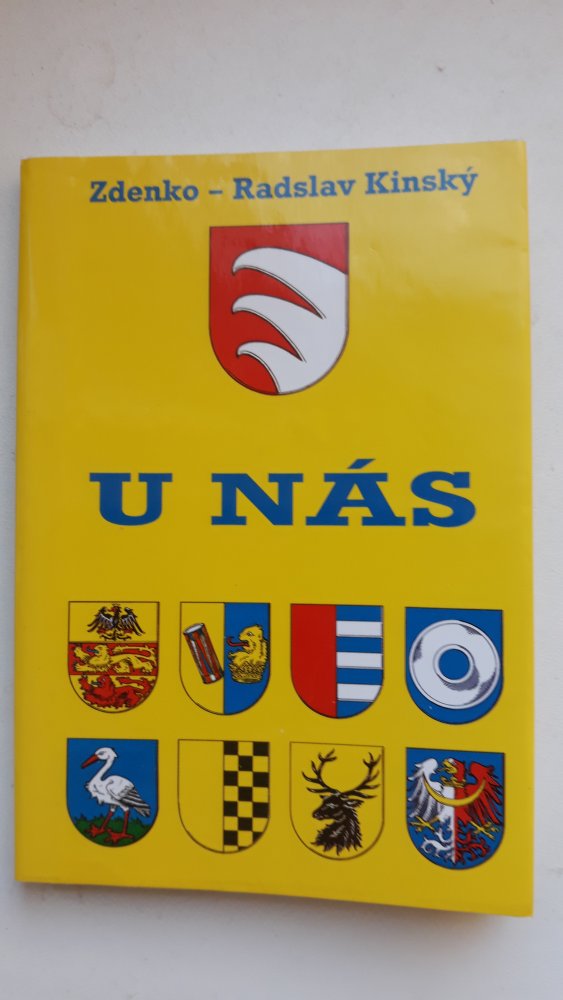 Zdenko – Radslav Kinský
U NÁS